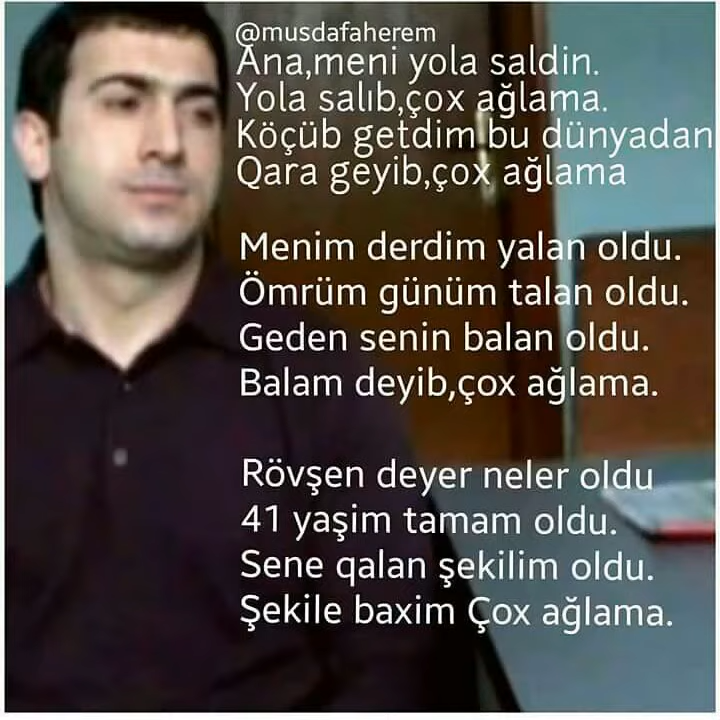 @musdafaherem
Ana,meni yola saldin.
Yola salıb,çox ağlama.
Köçüb getdim bu dünyadan
Qara geyib,çox ağlama
Menim derdim yalan oldu.
Ömrüm günüm talan oldu.
Geden senin balan oldu.
Balam deyib,çox ağlama.
Rövşen deyer neler oldu
41 yaşim tamam oldu.
Sene qalan şekilim oldu.
Şekile baxim Çox ağlama.